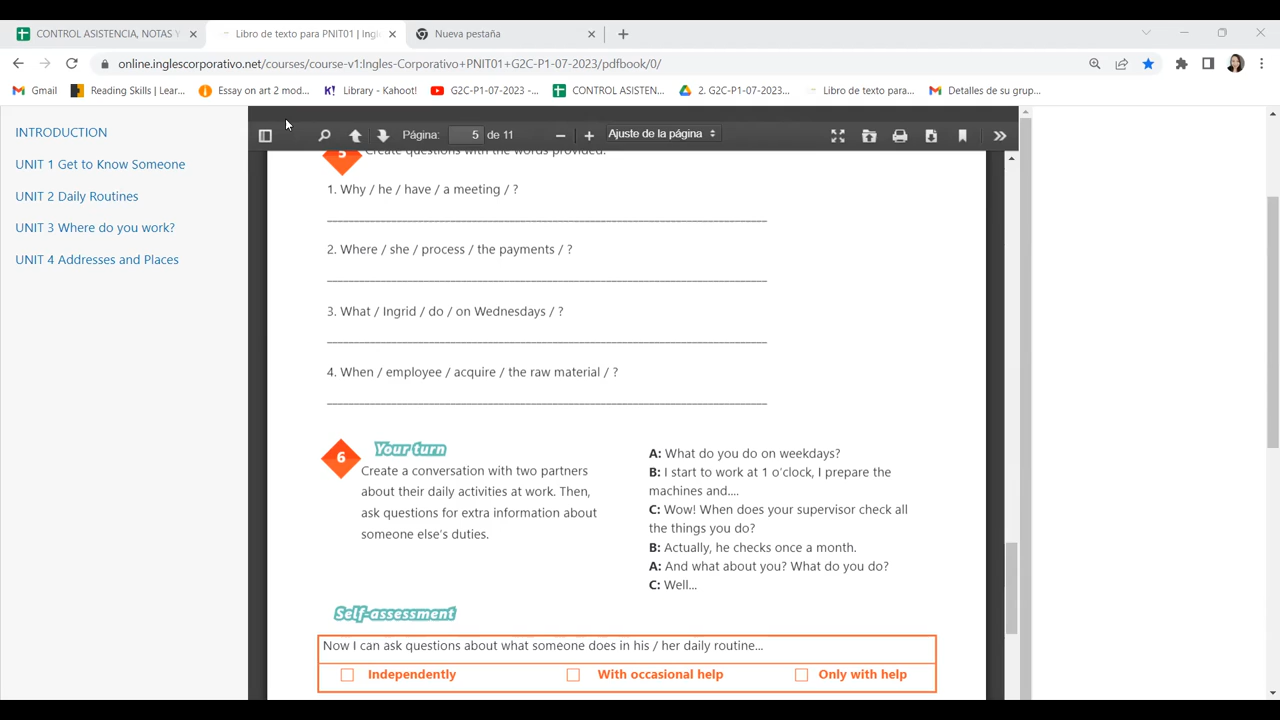 CONTROL ASISTENCIA, NOTAS Y
Libro de texto para PNIT01 | Ingl
Nueva pestaña
online.inglescorporativo.net/courses/course-v1:Ingles-Corporativo+PNIT01+G2C-P1-07-2023/pdfbook/0/
Gmail
Reading Skills | Lear...
Essay on art 2 mod...
Library - Kahoot!
G2C-P1-07-2023 -...
CONTROL ASISTEN...
2. G2C-P1-07-2023...
Libro de texto para...
Detalles de su grup...
INTRODUCTION
UNIT 1 Get to Know Someone
UNIT 2 Daily Routines
UNIT 3 Where do you work?
UNIT 4 Addresses and Places
Página: 5 de 11
Ajuste de la página
5 Create questions with the words provided.
1. Why / he / have / a meeting / ?
2. Where / she / process / the payments / ?
3. What / Ingrid / do / on Wednesdays / ?
4. When / employee / acquire / the raw material / ?
6 Your turn
Create a conversation with two partners
about their daily activities at work. Then,
ask questions for extra information about
someone else's duties.
A: What do you do on weekdays?
B: I start to work at 1 o'clock, I prepare the
machines and....
C: Wow! When does your supervisor check all
the things you do?
B: Actually, he checks once a month.
A: And what about you? What do you do?
C: Well...
Self-assessment
Now I can ask questions about what someone does in his / her daily routine...
Independently
With occasional help
Only with help